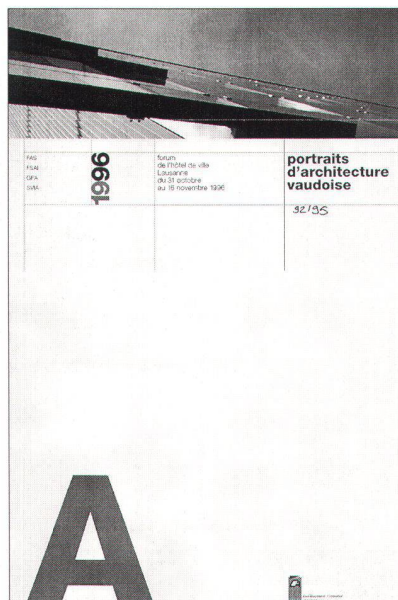 FAS
FSAI
GPA
SVIA
1996
forum
de l'hôtel de ville
Lausanne
du 31 octobre
au 16 novembre 1996
portraits
d'architecture
vaudoise
92/95
A